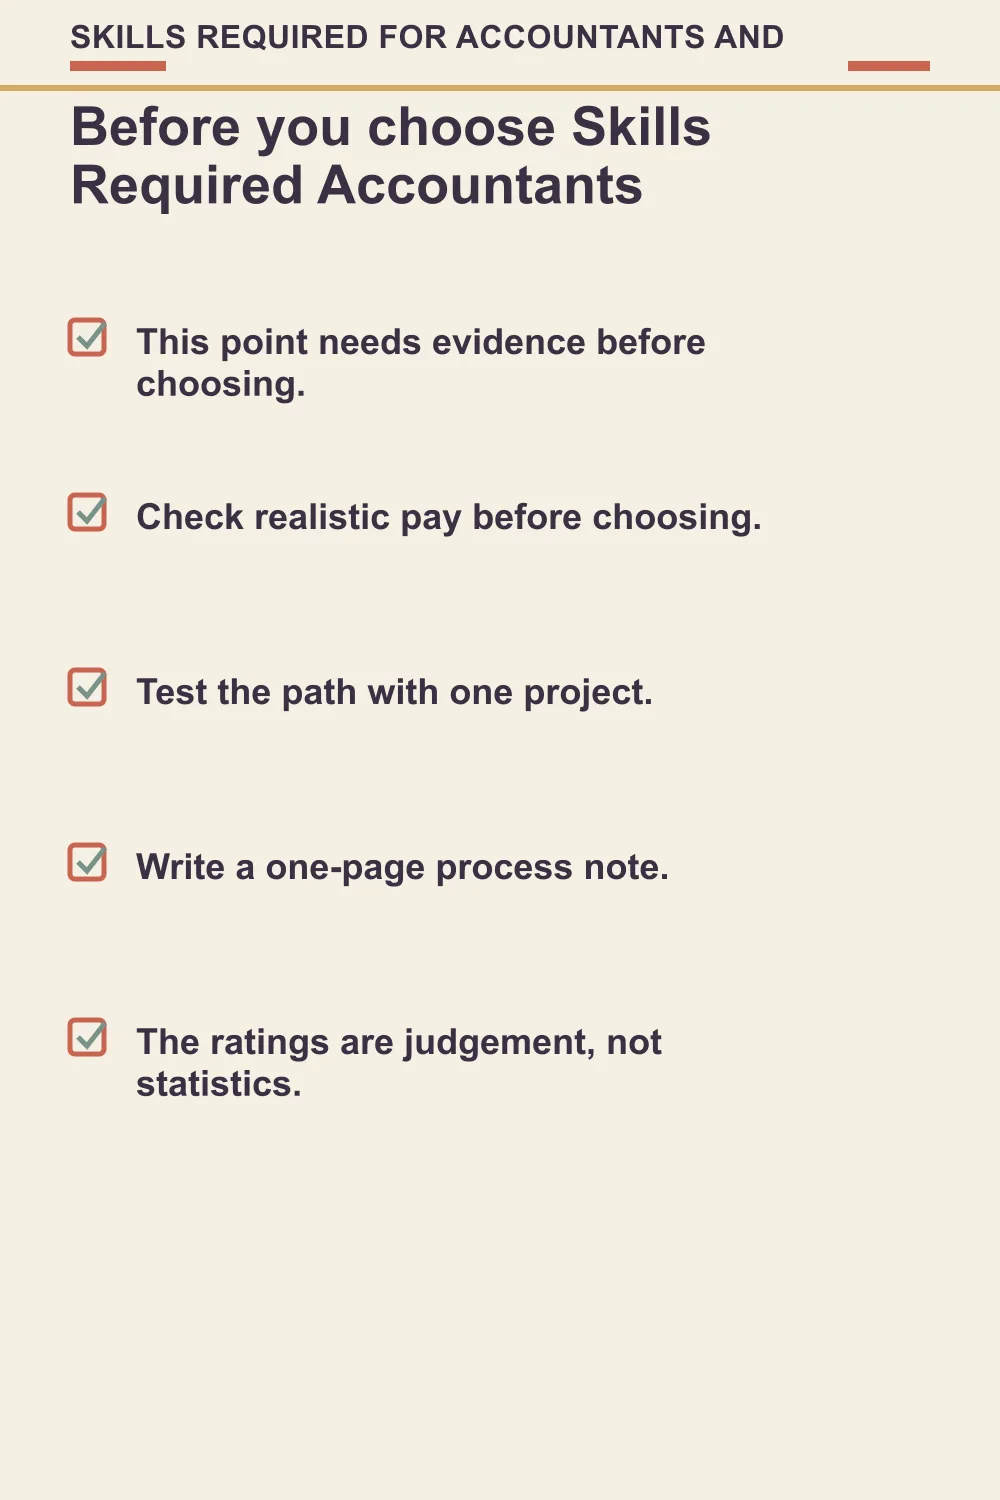 SKILLS REQUIRED FOR ACCOUNTANTS AND
Before you choose Skills
Required Accountants
This point needs evidence before
choosing.
Check realistic pay before choosing.
Test the path with one project.
Write a one-page process note.
The ratings are judgement, not
statistics.